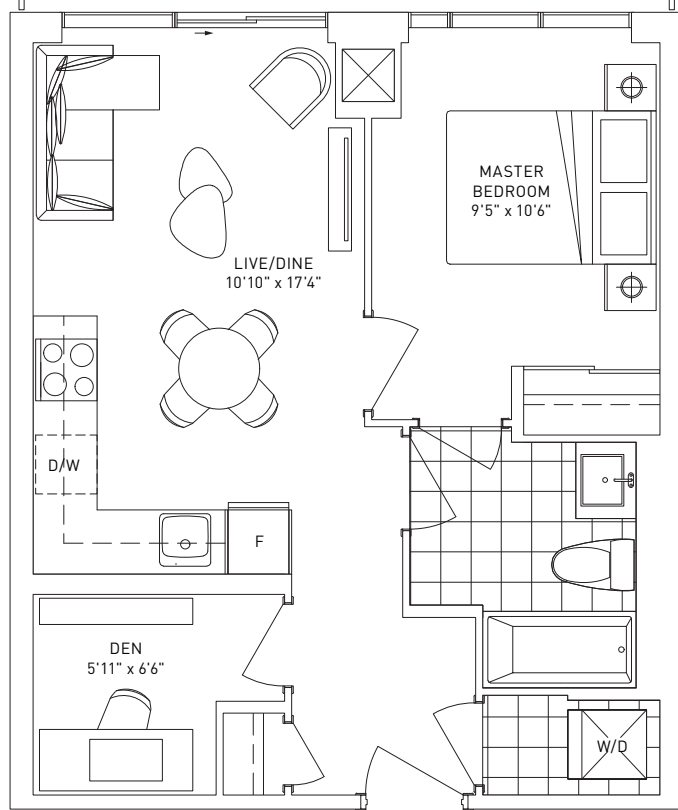 MASTER
BEDROOM
9'5" x 10'6"
LIVE/DINE
10'10" x 17'4"
D/W
F
DEN
5'11" x 6'6"
W/D